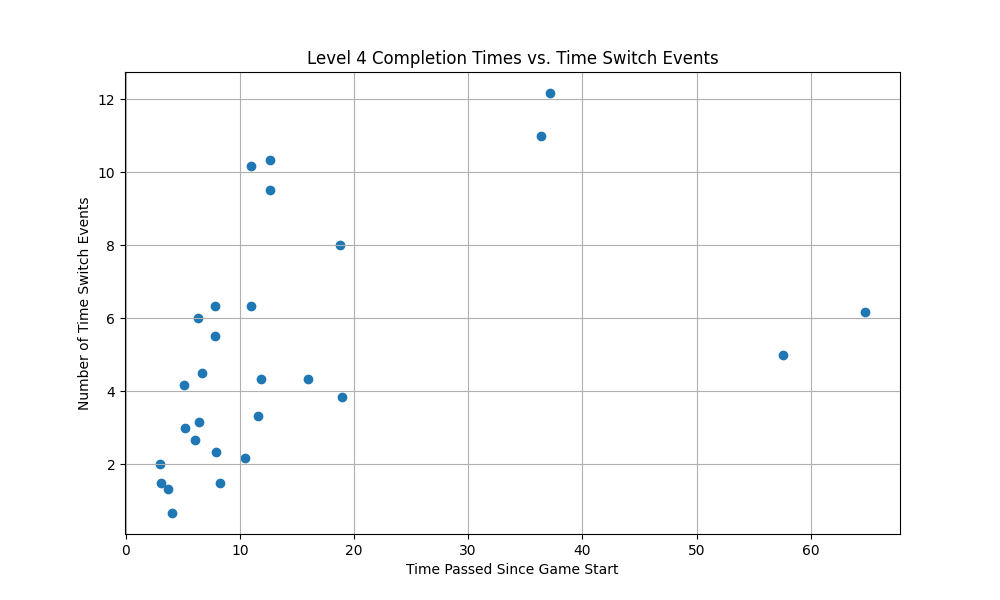 Level 4 Completion Times vs. Time Switch Events
Number of Time Switch Events
12
10
8
6
4
2
0 10 20 30 40 50 60
Time Passed Since Game Start